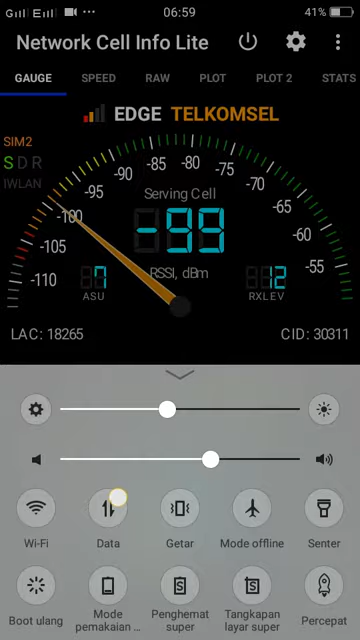 G E 06:59 41%
Network Cell Info Lite
GAUGE SPEED RAW PLOT PLOT 2 STATS
EDGE TELKOMSEL
SIM2
S D R
IWLAN
-110 -105 -100 -95 -90 -85 -80 -75 -70 -65 -60 -55
Serving Cell
-99
RSSI, dBm
7
ASU
12
RXLEV
LAC: 18265 CID: 30311
Wi-Fi Data Getar Mode offline Senter
Boot ulang Mode pemakaian ... Penghemat super Tangkapan layar super Percepat